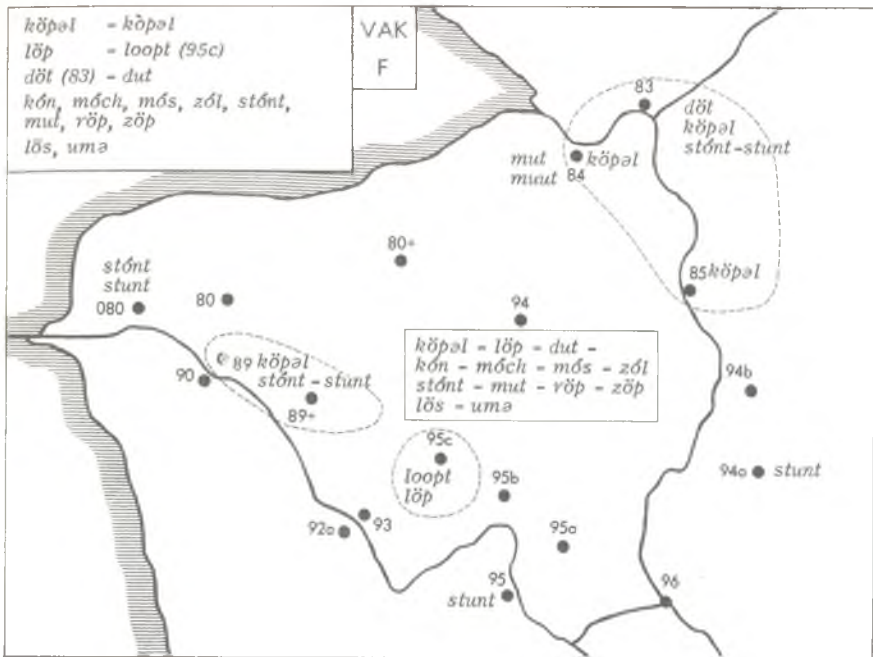 köpəl = köpəl
löp = loopt (95c)
döt (83) = dut
kón, móch, mós, zól, stónt,
mut, röp, zöp
lös, umə
VAK
F
83
döt
köpəl
stónt-stunt
mut
muut
köpəl
84
80+
stónt
stunt
080
80
85 köpəl
94
89 köpəl
stónt-stunt
90
89+
köpəl - löp - dut -
kón - móch - mós - zól
stónt - mut - röp - zöp
lös - umə
94b
95c
loopt
löp
95b
94a
stunt
92a
93
95a
95
stunt
96